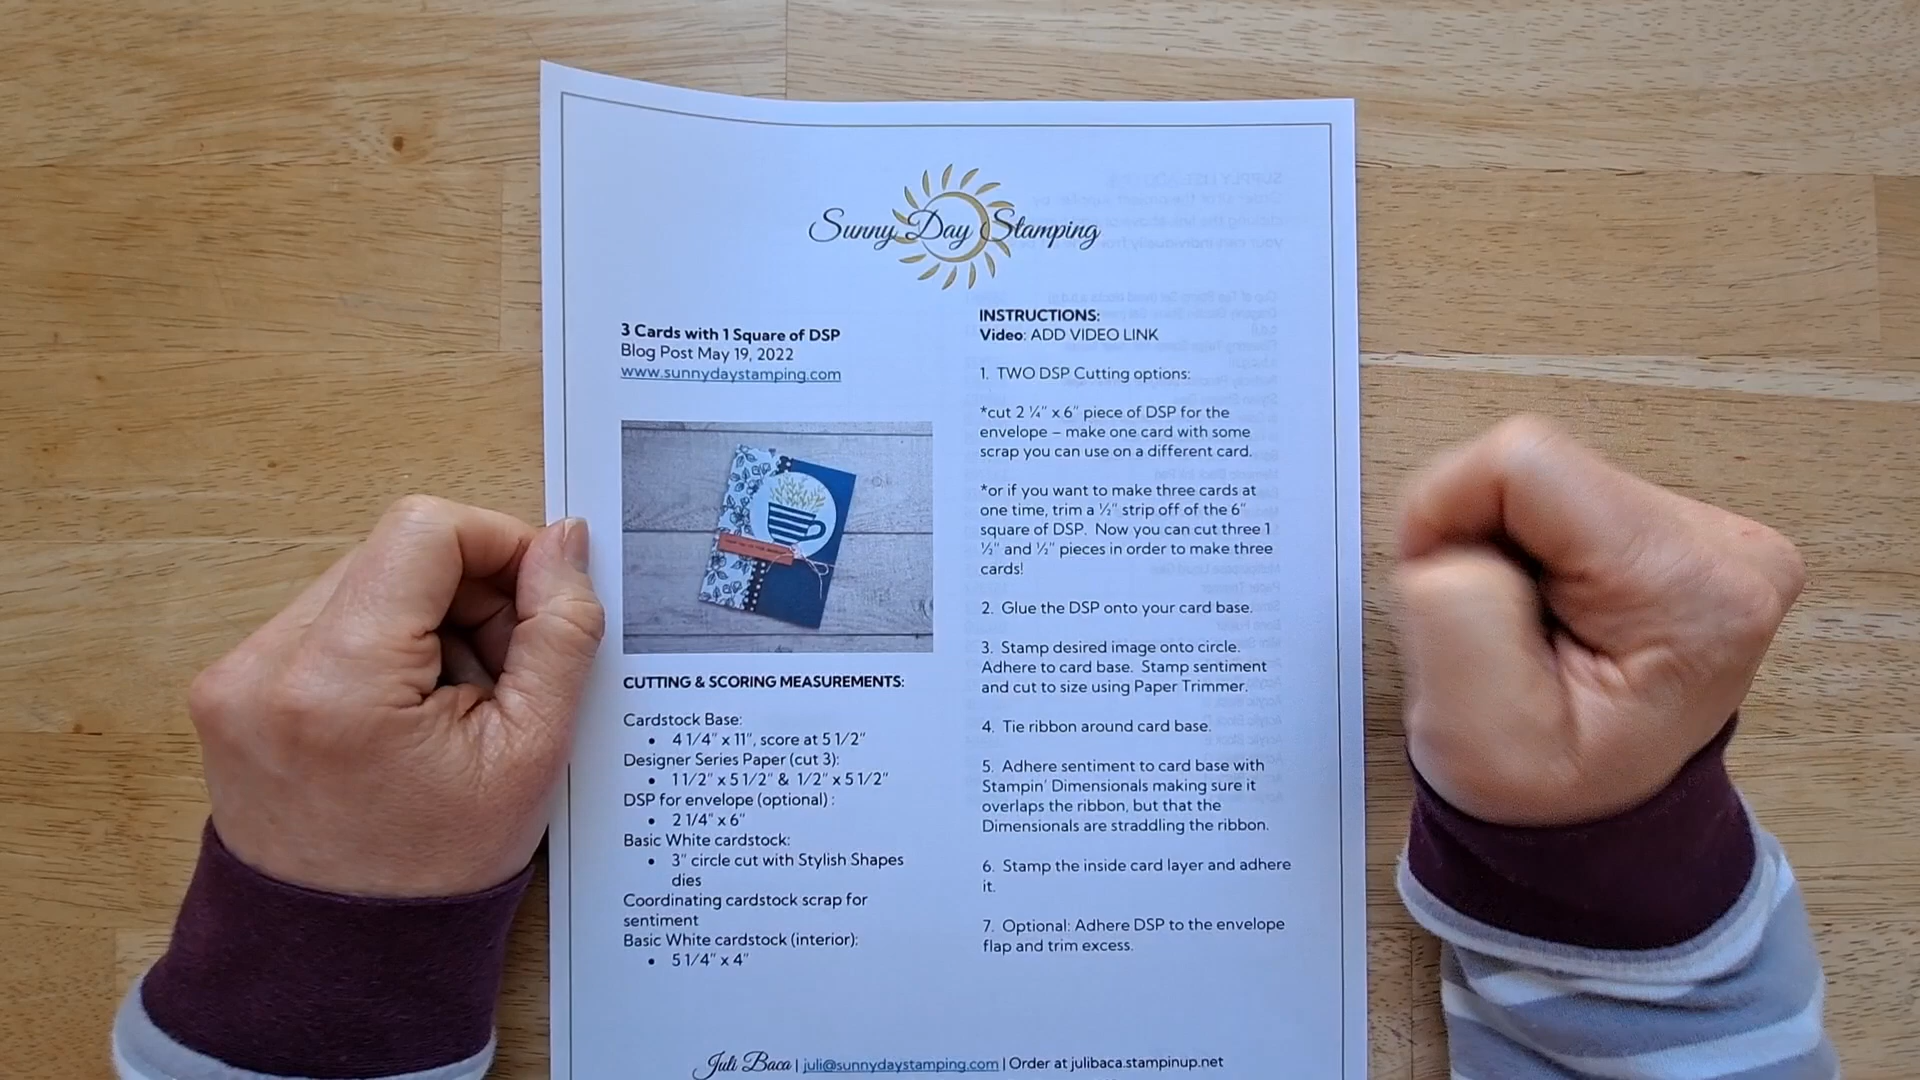 Sunny Day Stamping
3 Cards with 1 Square of DSP
Blog Post May 19, 2022
www.sunnydaystamping.com
CUTTING & SCORING MEASUREMENTS:
Cardstock Base:
• 4 1/4" x 11", score at 5 1/2"
Designer Series Paper (cut 3):
• 1 1/2" x 5 1/2" & 1/2" x 5 1/2"
DSP for envelope (optional) :
• 2 1/4" x 6"
Basic White cardstock:
• 3" circle cut with Stylish Shapes
dies
Coordinating cardstock scrap for
sentiment
Basic White cardstock (interior):
• 5 1/4" x 4"
INSTRUCTIONS:
Video: ADD VIDEO LINK
1. TWO DSP Cutting options:
*cut 2 ¼" x 6" piece of DSP for the
envelope – make one card with some
scrap you can use on a different card.
*or if you want to make three cards at
one time, trim a ½" strip off of the 6"
square of DSP. Now you can cut three 1
½" and ½" pieces in order to make three
cards!
2. Glue the DSP onto your card base.
3. Stamp desired image onto circle.
Adhere to card base. Stamp sentiment
and cut to size using Paper Trimmer.
4. Tie ribbon around card base.
5. Adhere sentiment to card base with
Stampin' Dimensionals making sure it
overlaps the ribbon, but that the
Dimensionals are straddling the ribbon.
6. Stamp the inside card layer and adhere
it.
7. Optional: Adhere DSP to the envelope
flap and trim excess.
Juli Baca | juli@sunnydaystamping.com | Order at julibaca.stampinup.net